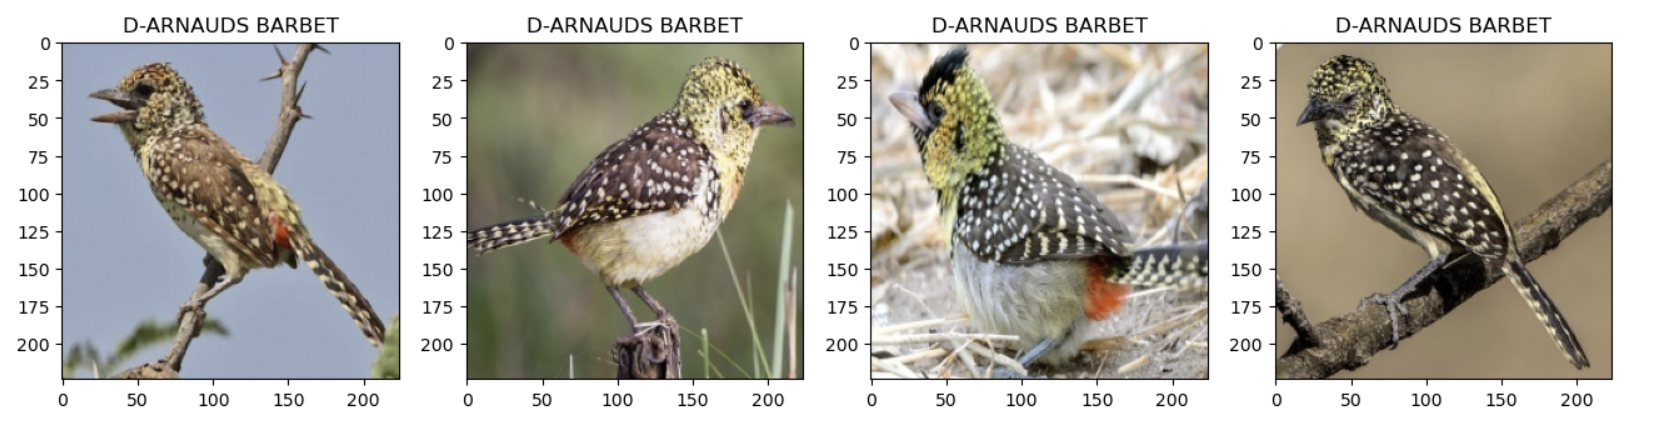 D-ARNAUDS BARBET D-ARNAUDS BARBET D-ARNAUDS BARBET D-ARNAUDS BARBET
0 0 0 0
25 25 25 25
50 50 50 50
75 75 75 75
100 100 100 100
125 125 125 125
150 150 150 150
175 175 175 175
200 200 200 200
0 50 100 150 200 0 50 100 150 200 0 50 100 150 200 0 50 100 150 200